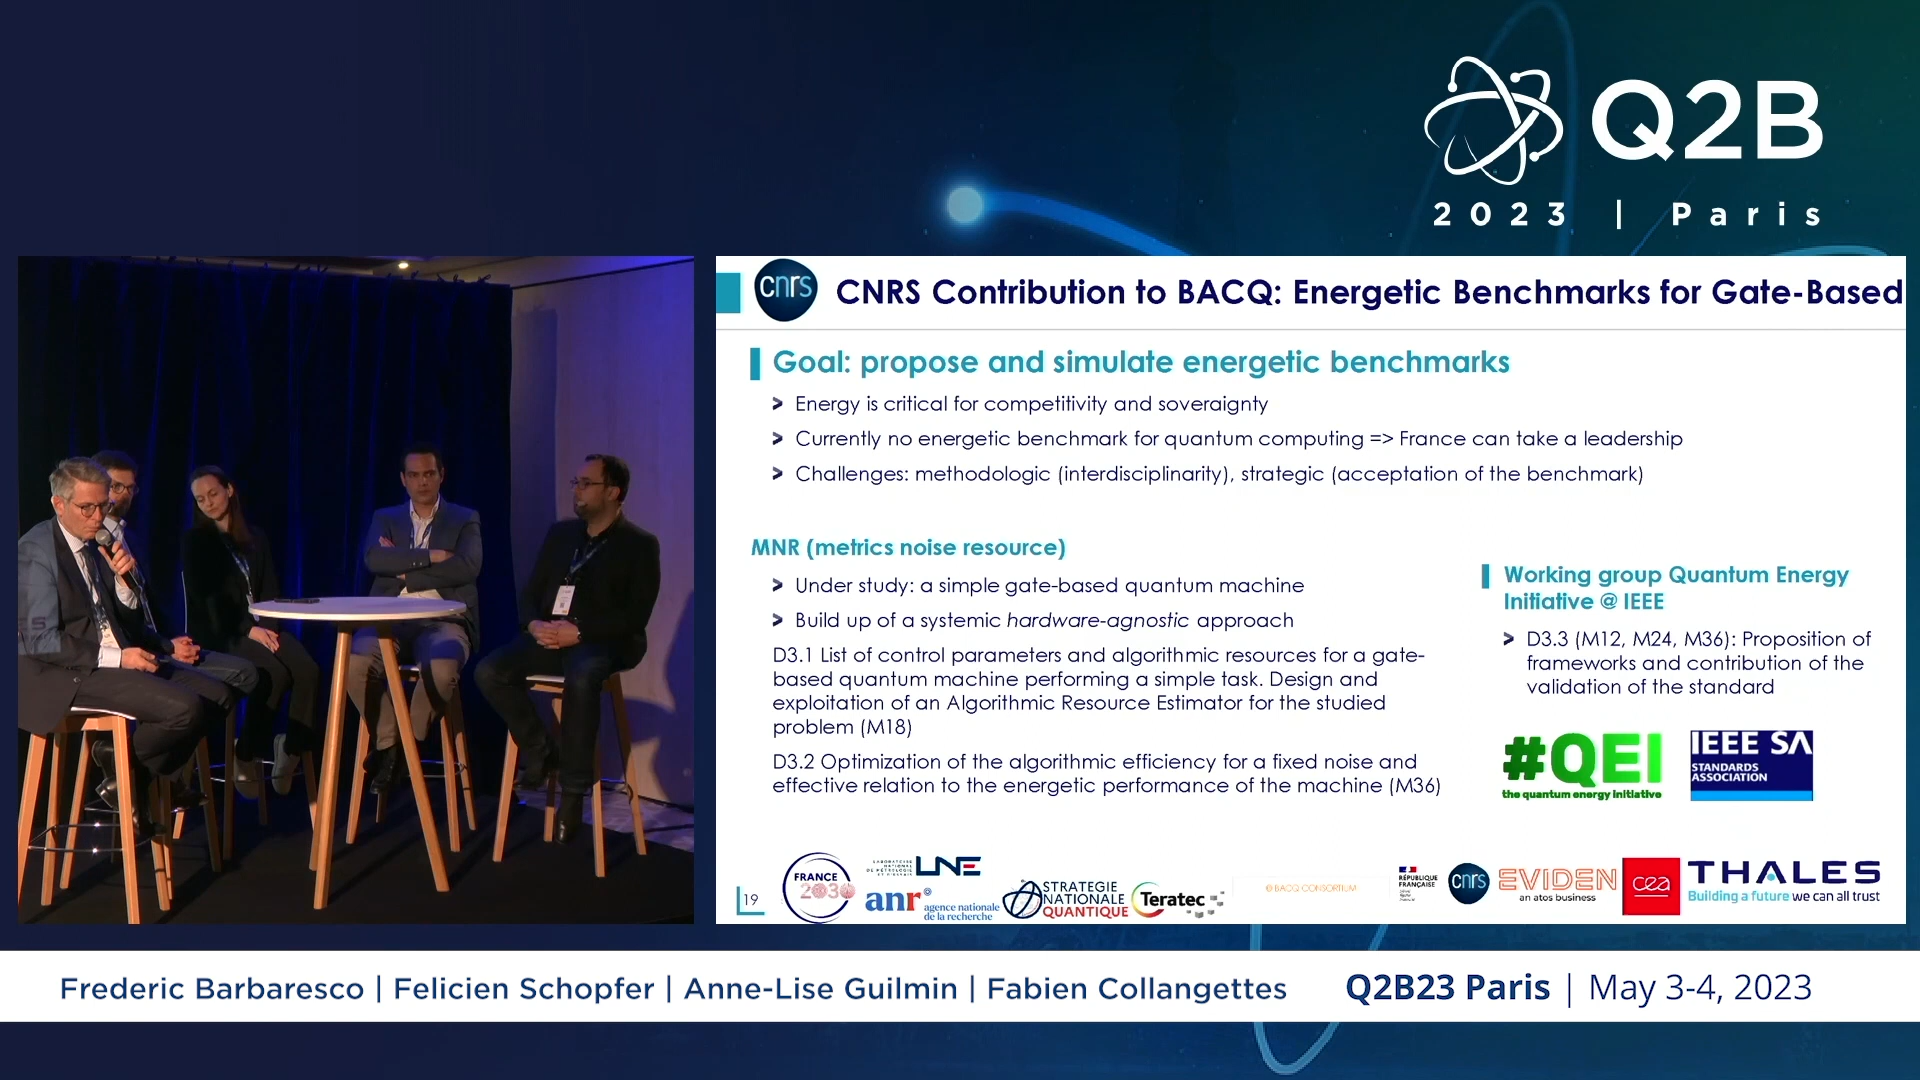 Q2B
2023 | Paris
cnrs
CNRS Contribution to BACQ: Energetic Benchmarks for Gate-Based
Goal: propose and simulate energetic benchmarks
> Energy is critical for competitivity and soveraignty
> Currently no energetic benchmark for quantum computing => France can take a leadership
> Challenges: methodologic (interdisciplinarity), strategic (acceptation of the benchmark)
MNR (metrics noise resource)
> Under study: a simple gate-based quantum machine
> Build up of a systemic hardware-agnostic approach
D3.1 List of control parameters and algorithmic resources for a gate-
based quantum machine performing a simple task. Design and
exploitation of an Algorithmic Resource Estimator for the studied
problem (M18)
D3.2 Optimization of the algorithmic efficiency for a fixed noise and
effective relation to the energetic performance of the machine (M36)
Working group Quantum Energy
Initiative @ IEEE
> D3.3 (M12, M24, M36): Proposition of
frameworks and contribution of the
validation of the standard
#QEI
the quantum energy initiative
IEEE SA
STANDARDS
ASSOCIATION
19
FRANCE
2030
LNE
anr
agence nationale
de la recherche
STRATEGIE
NATIONALE
QUANTIQUE
Teratec
© BACQ CONSORTIUM
RÉPUBLIQUE
FRANÇAISE
cnrs
EVIDEN
an atos business
cea
THALES
Building a future we can all trust
Frederic Barbaresco | Felicien Schopfer | Anne-Lise Guilmin | Fabien Collangettes
Q2B23 Paris | May 3-4, 2023